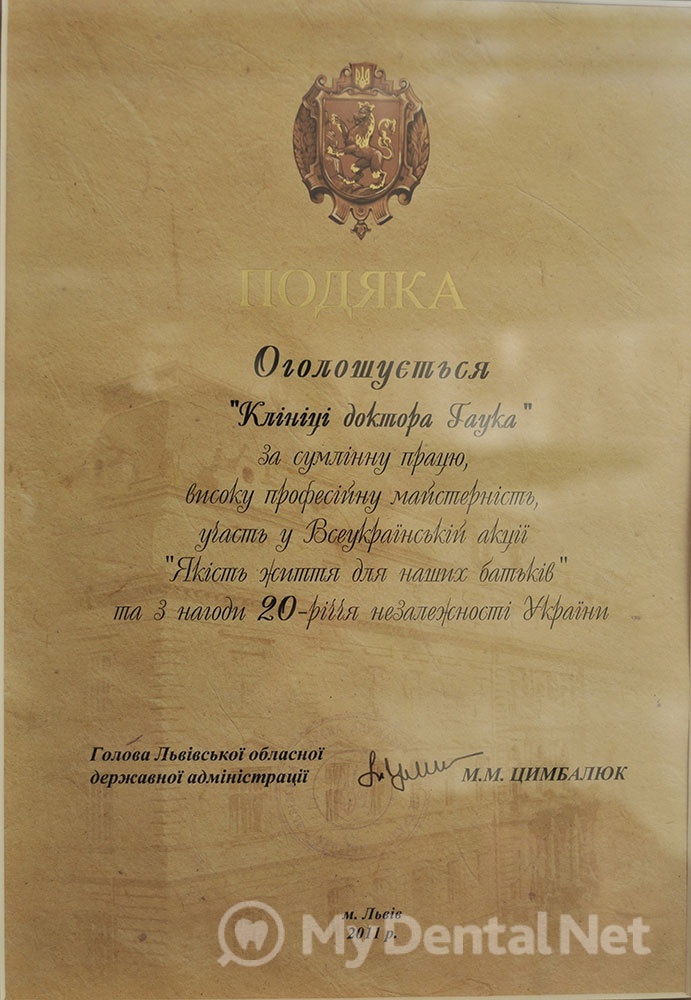 ПОДЯКА
Оголошується
"Клініці доктора Гаука"
за сумлінну працю,
високу професійну майстерність,
участь у Всеукраїнській акції
"Якість життя для наших батьків"
та з нагоди 20-річчя незалежності України
Голова Львівської обласної
державної адміністрації
М.М. ЦИМБАЛЮК
м. Львів
2011 р.
MyDentalNet